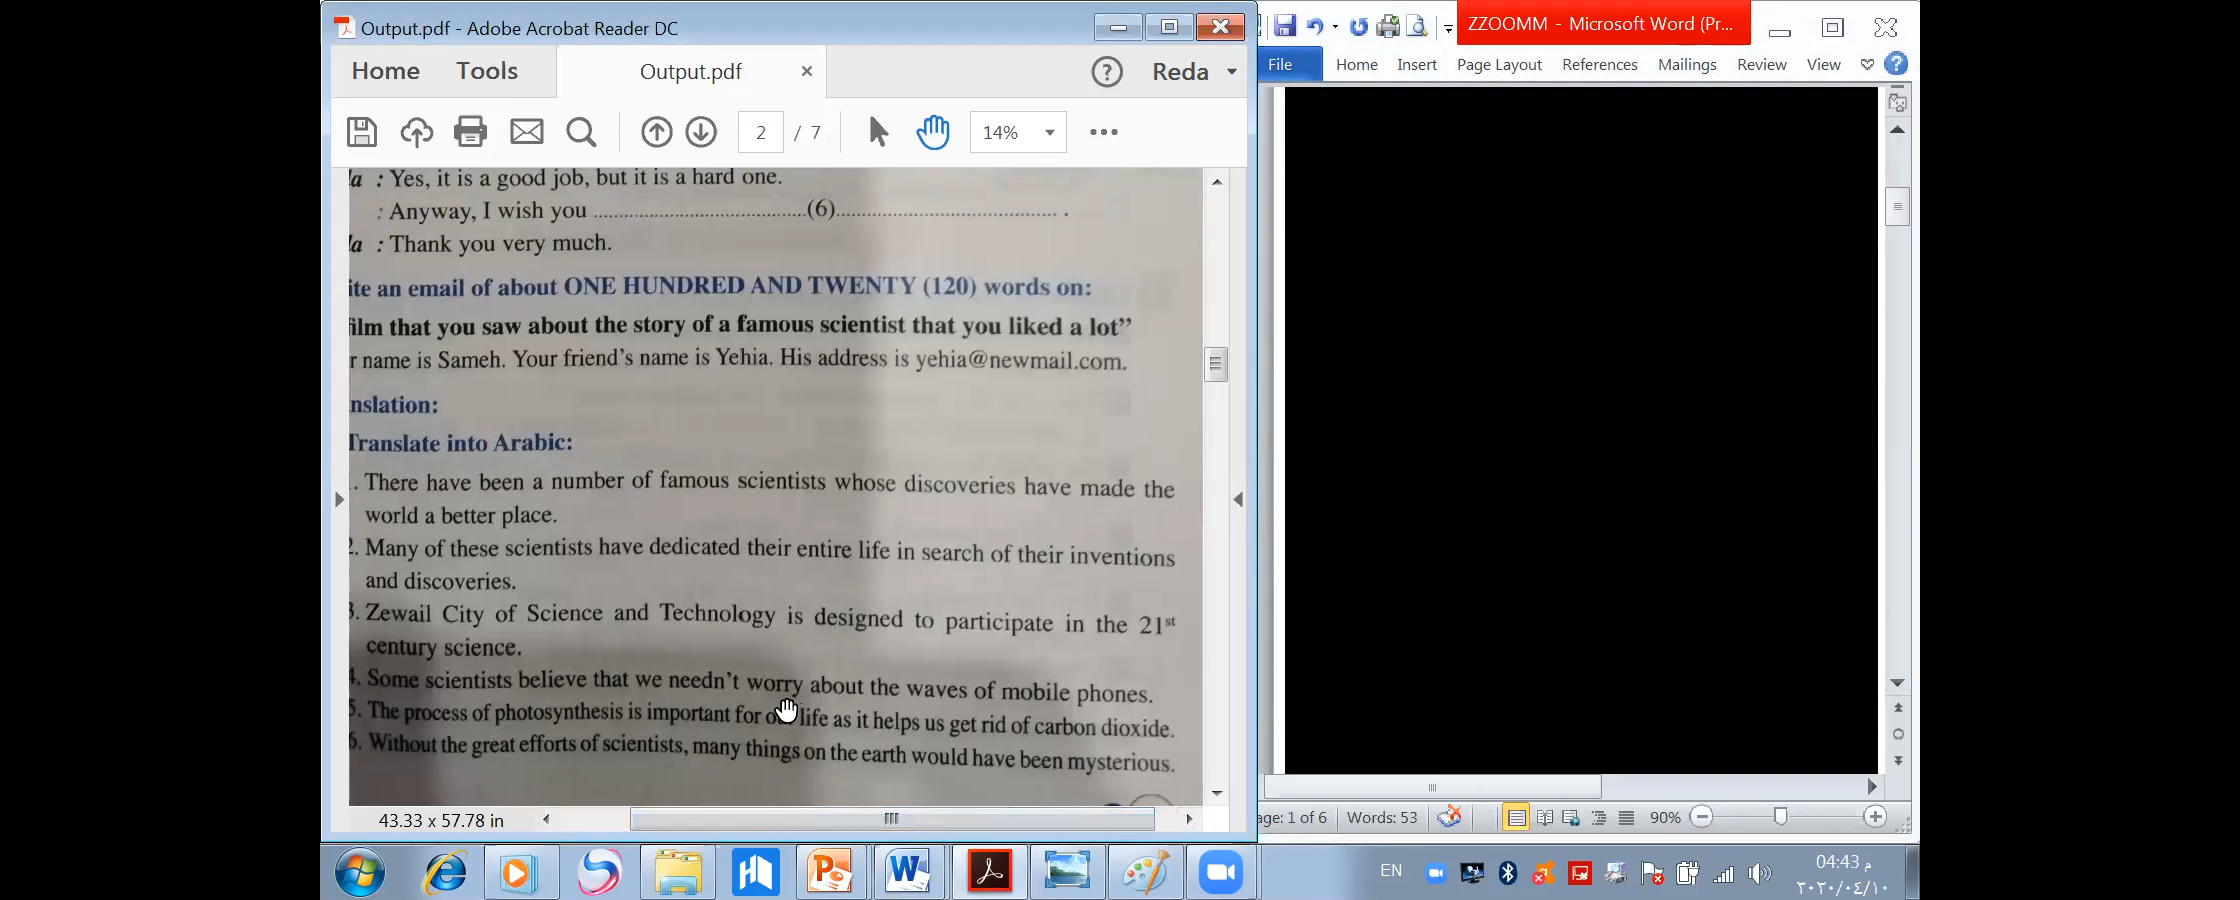 Output.pdf - Adobe Acrobat Reader DC
Home Tools Output.pdf × ? Reda
2 / 7 14%
la : Yes, it is a good job, but it is a hard one.
: Anyway, I wish you ......................................(6)........................................ .
la : Thank you very much.
ite an email of about ONE HUNDRED AND TWENTY (120) words on:
film that you saw about the story of a famous scientist that you liked a lot”
r name is Sameh. Your friend’s name is Yehia. His address is yehia@newmail.com.
nslation:
Translate into Arabic:
. There have been a number of famous scientists whose discoveries have made the
world a better place.
2. Many of these scientists have dedicated their entire life in search of their inventions
and discoveries.
3. Zewail City of Science and Technology is designed to participate in the 21st
century science.
4. Some scientists believe that we needn’t worry about the waves of mobile phones.
5. The process of photosynthesis is important for life as it helps us get rid of carbon dioxide.
6. Without the great efforts of scientists, many things on the earth would have been mysterious.
43.33 x 57.78 in
ZZOOMM - Microsoft Word (Pr...
File Home Insert Page Layout References Mailings Review View ?
age: 1 of 6 Words: 53 90%
EN
04:43 م
٢٠٢٠/٠٤/١٠